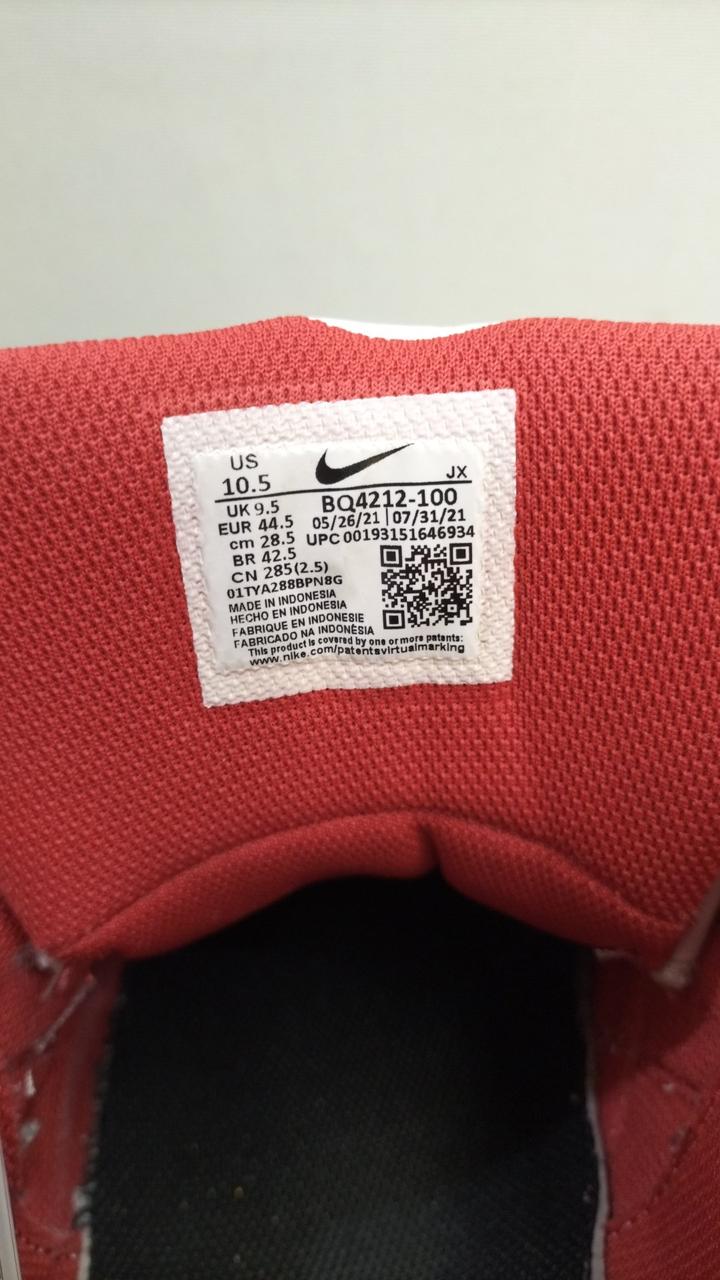 US
10.5
JX
UK 9.5
BQ4212-100
EUR 44.5
05/26/21 | 07/31/21
cm 28.5
UPC 00193151646934
BR 42.5
CN 285(2.5)
01TYA288BPN8G
MADE IN INDONESIA
HECHO EN INDONESIA
FABRIQUE EN INDONESIE
FABRICADO NA INDONÉSIA
This product is covered by one or more patents:
www.nike.com/patentsvirtualmarking